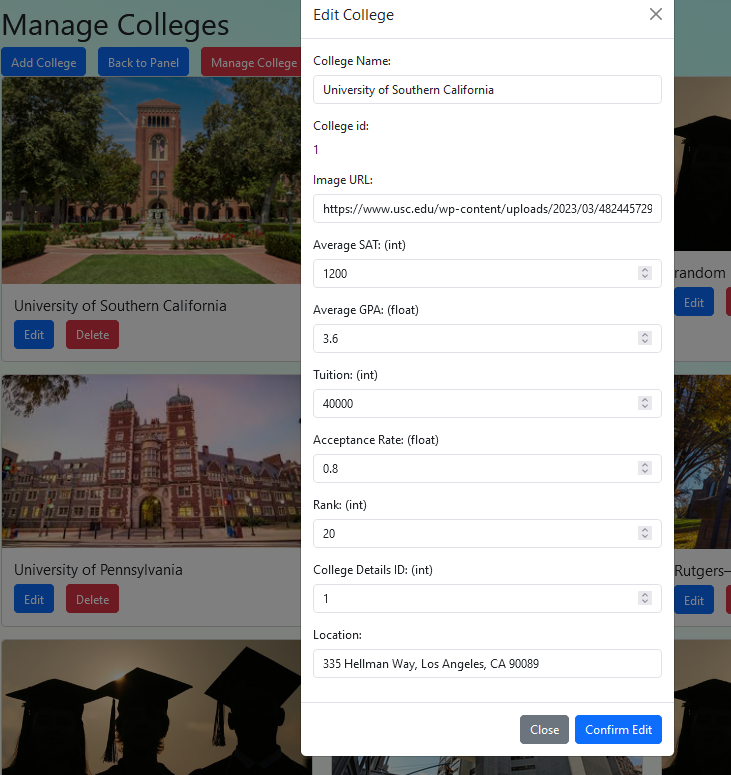 Manage Colleges
Add College
Back to Panel
Manage College
University of Southern California
Edit
Delete
University of Pennsylvania
Edit
Delete
Edit College
College Name:
University of Southern California
College id:
1
Image URL:
https://www.usc.edu/wp-content/uploads/2023/03/482445729
Average SAT: (int)
1200
Average GPA: (float)
3.6
Tuition: (int)
40000
Acceptance Rate: (float)
0.8
Rank: (int)
20
College Details ID: (int)
1
Location:
335 Hellman Way, Los Angeles, CA 90089
Close
Confirm Edit
random
Edit
Rutgers–
Edit